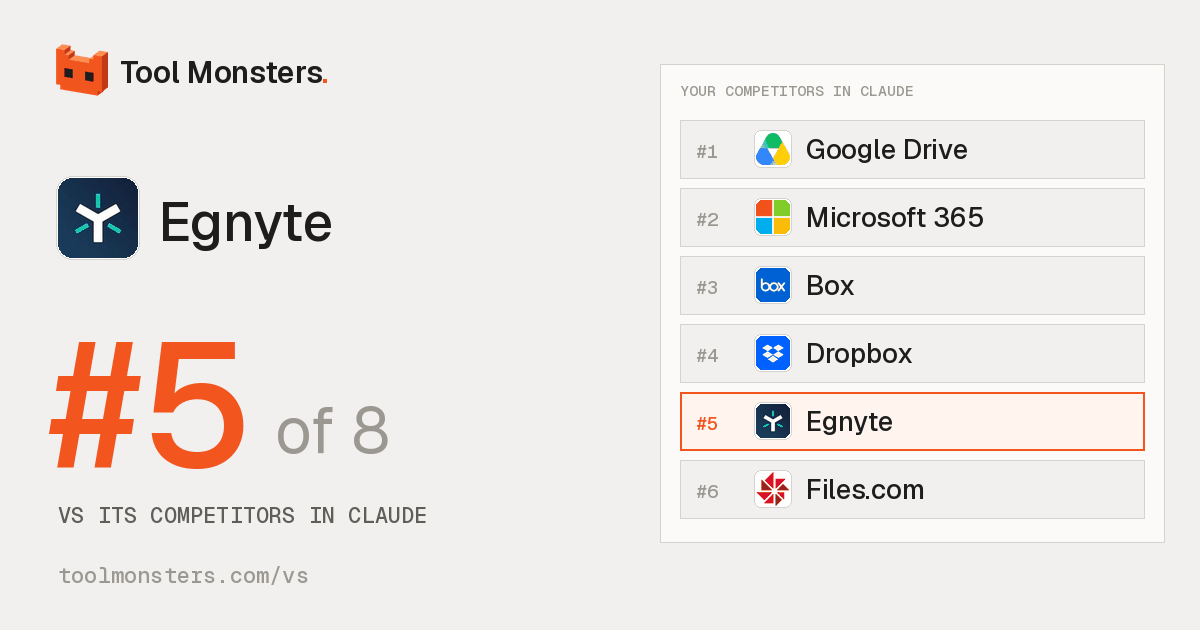 Tool Monsters.
Egnyte
#5 of 8
VS ITS COMPETITORS IN CLAUDE
toolmonsters.com/vs
YOUR COMPETITORS IN CLAUDE
#1 Google Drive
#2 Microsoft 365
#3 box Box
#4 Dropbox
#5 Egnyte
#6 Files.com